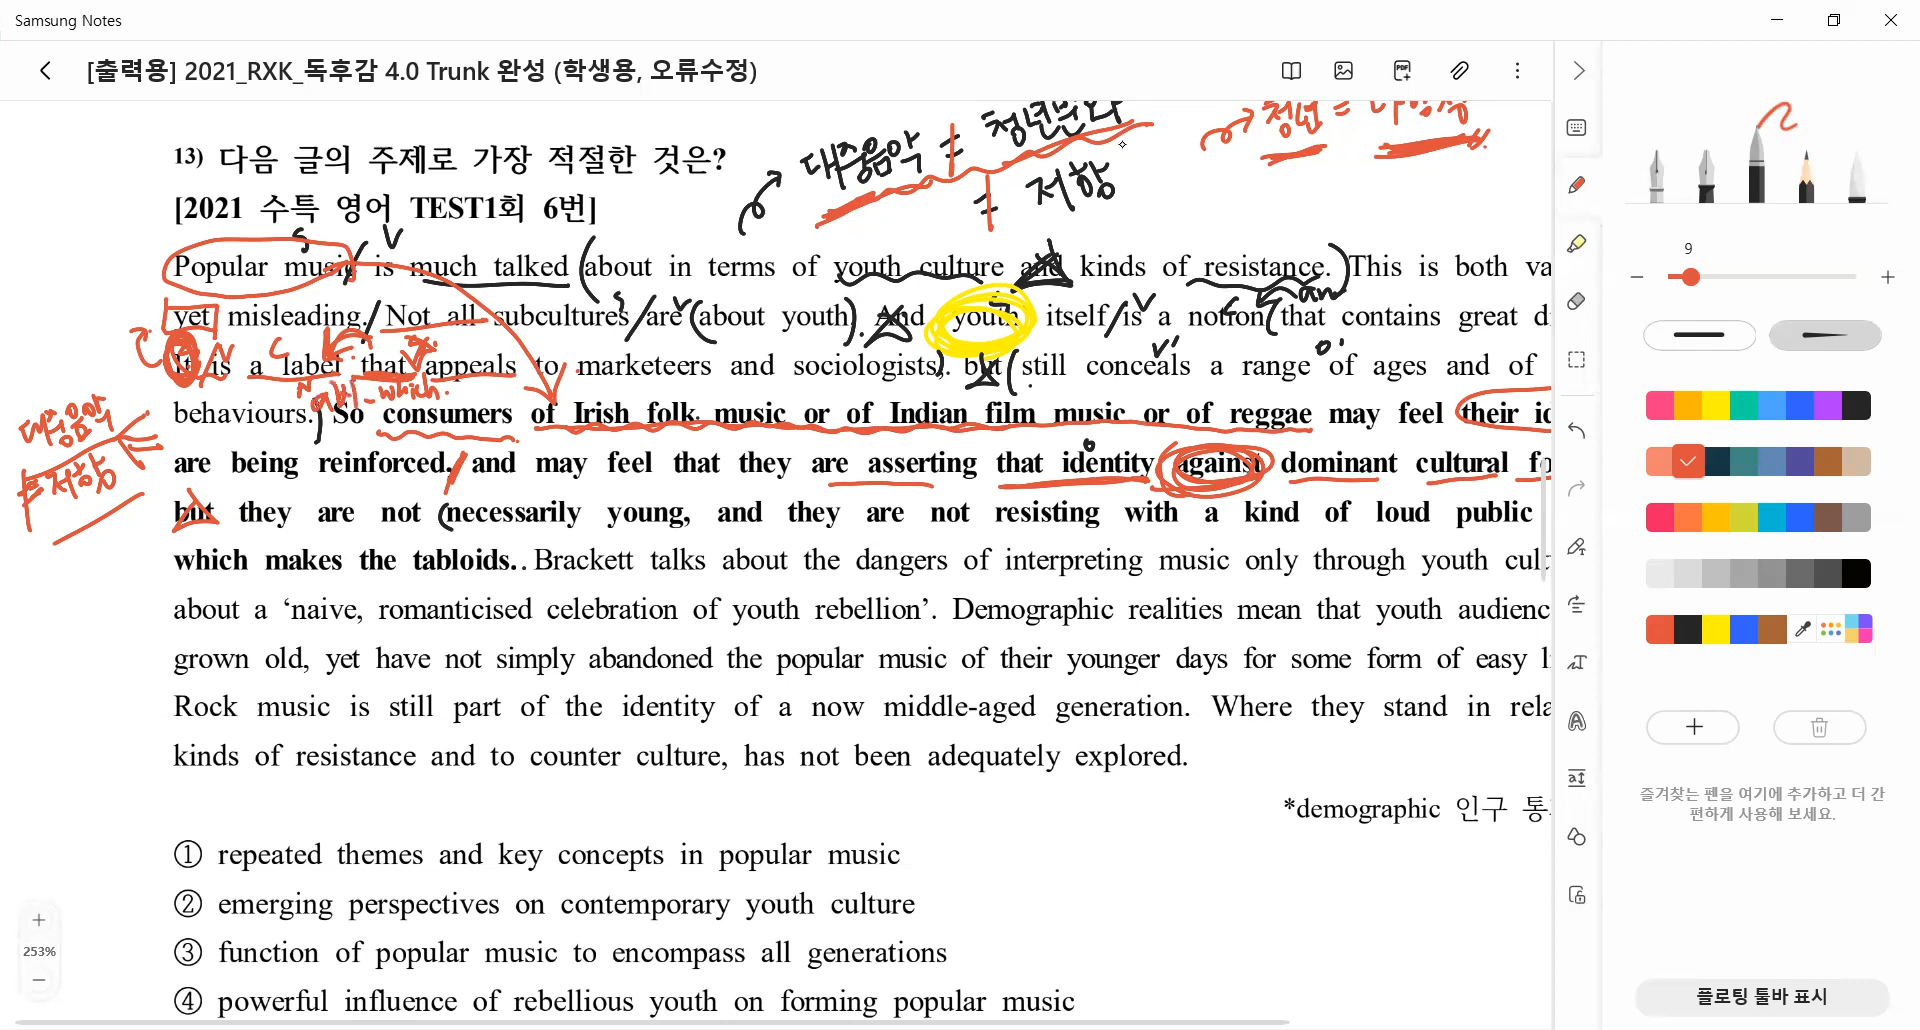 Samsung Notes
[출력용] 2021_RXK_독후감 4.0 Trunk 완성 (학생용, 오류수정)
대중음악 = 청년문화
= 저항
청년 = 다양성
13) 다음 글의 주제로 가장 적절한 것은?
[2021 수특 영어 TEST1회 6번]
S V
Popular music is much talked about in terms of youth culture and kinds of resistance. This is both va
yet misleading. Not all subcultures are about youth. And youth itself is a notion that contains great d
It is a label that appeals to marketeers and sociologists, but still conceals a range of ages and of
which.
behaviours. So consumers of Irish folk music or of Indian film music or of reggae may feel their id
대중음악
are being reinforced, and may feel that they are asserting that identity against dominant cultural fo
저항
but they are not necessarily young, and they are not resisting with a kind of loud public
which makes the tabloids.. Brackett talks about the dangers of interpreting music only through youth cult
about a ‘naive, romanticised celebration of youth rebellion’. Demographic realities mean that youth audienc
grown old, yet have not simply abandoned the popular music of their younger days for some form of easy l
Rock music is still part of the identity of a now middle-aged generation. Where they stand in rela
kinds of resistance and to counter culture, has not been adequately explored.
*demographic 인구 통
① repeated themes and key concepts in popular music
② emerging perspectives on contemporary youth culture
③ function of popular music to encompass all generations
④ powerful influence of rebellious youth on forming popular music
253%
9
즐겨찾는 펜을 여기에 추가하고 더 간
편하게 사용해 보세요.
플로팅 툴바 표시